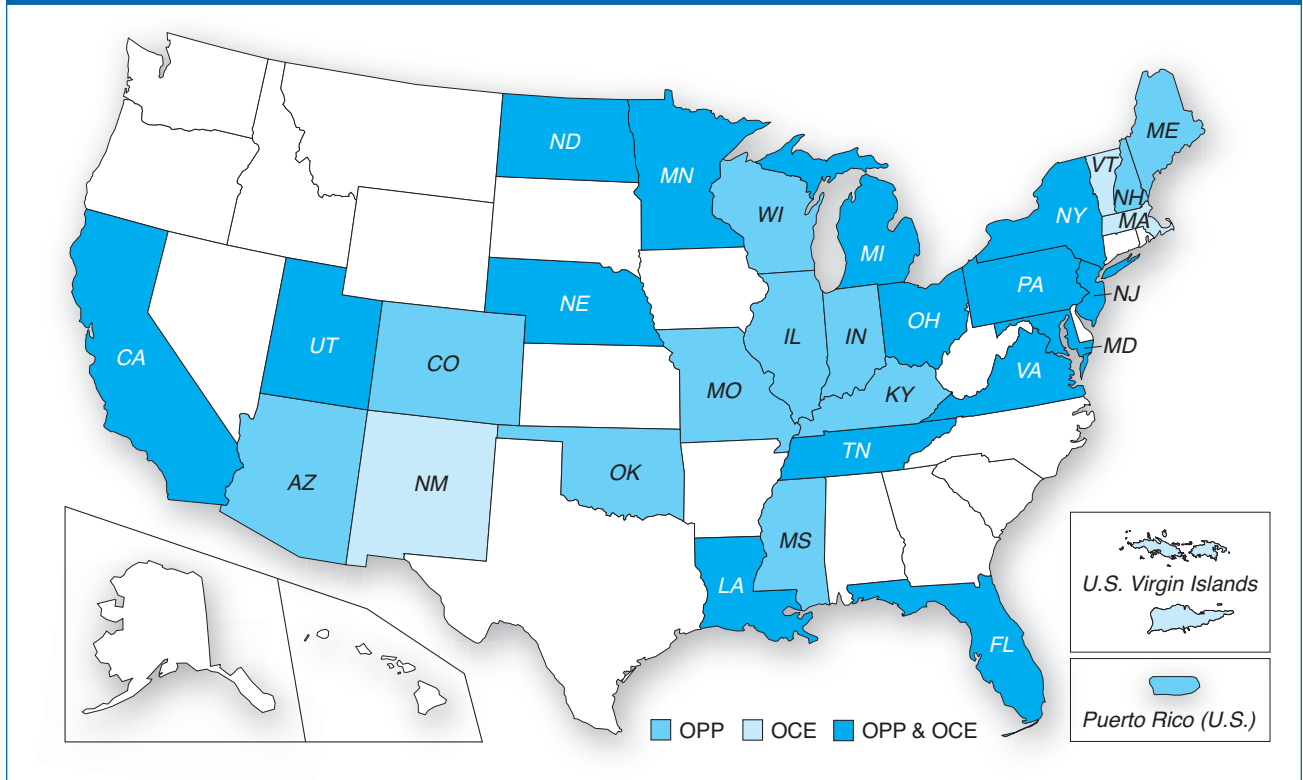 ME
ND
VT
MN
NH
WI
NY
MA
MI
PA
NE
NJ
OH
IL
IN
UT
MD
CA
CO
VA
MO
KY
TN
OK
AZ
NM
MS
U.S. Virgin Islands
LA
FL
Puerto Rico (U.S.)
OPP OCE OPP & OCE